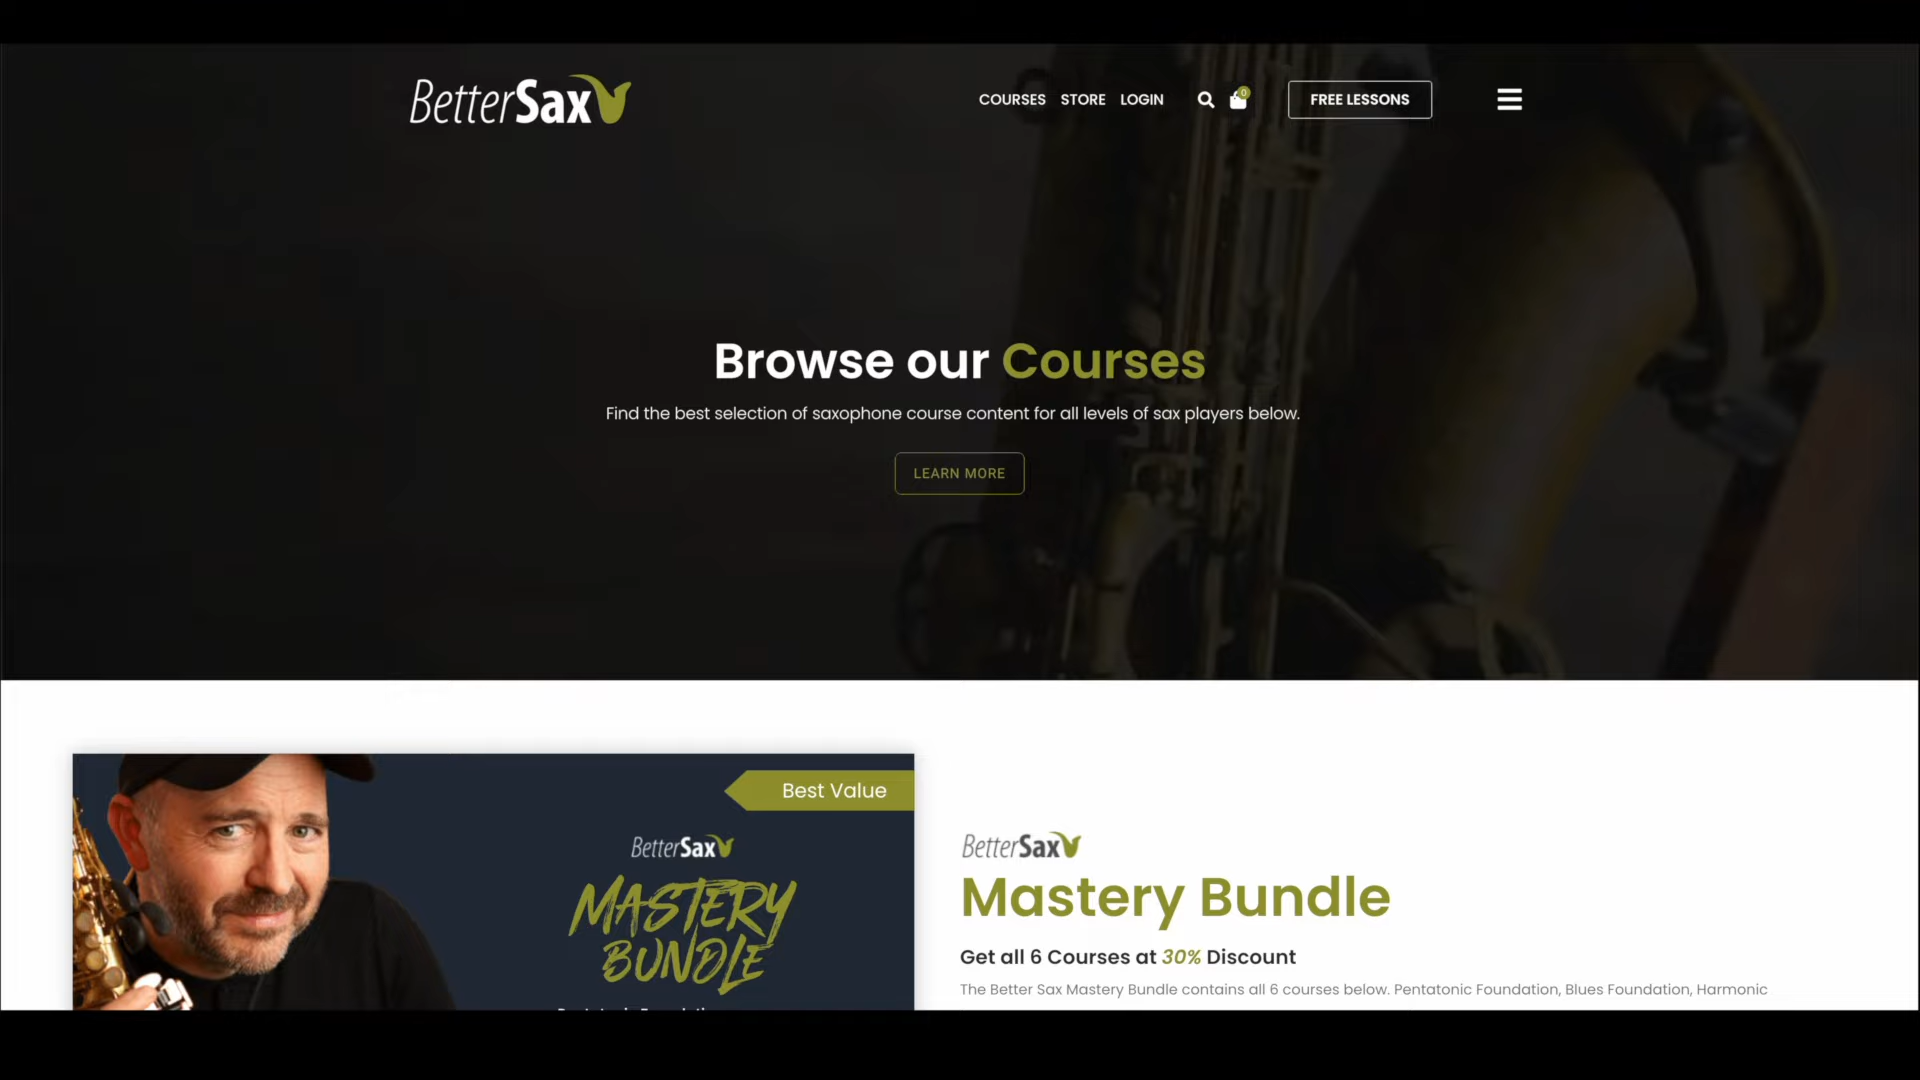 BetterSax
COURSES STORE LOGIN 0 FREE LESSONS
Browse our Courses
Find the best selection of saxophone course content for all levels of sax players below.
LEARN MORE
Best Value
BetterSax
MASTERY
BUNDLE
BetterSax
Mastery Bundle
Get all 6 Courses at 30% Discount
The Better Sax Mastery Bundle contains all 6 courses below. Pentatonic Foundation, Blues Foundation, Harmonic